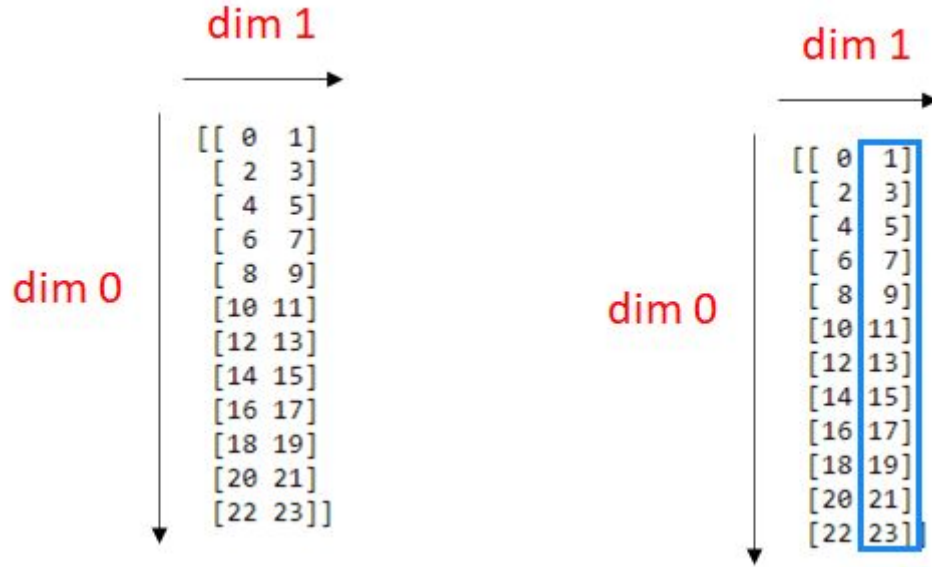 dim 1
dim 0
[[ 0  1]
[ 2  3]
[ 4  5]
[ 6  7]
[ 8  9]
[10 11]
[12 13]
[14 15]
[16 17]
[18 19]
[20 21]
[22 23]]
dim 1
dim 0
[[ 0  1]
[ 2  3]
[ 4  5]
[ 6  7]
[ 8  9]
[10 11]
[12 13]
[14 15]
[16 17]
[18 19]
[20 21]
[22 23]]